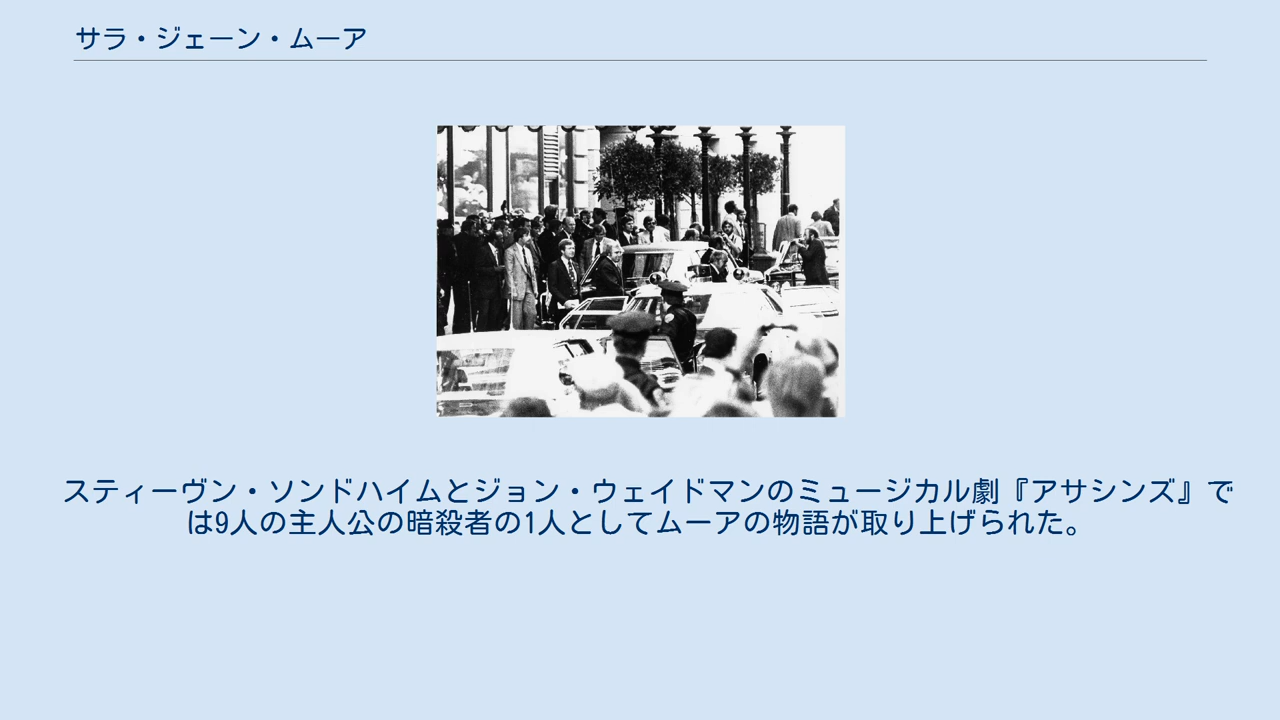 サラ・ジェーン・ムーア
スティーヴン・ソンドハイムとジョン・ウェイドマンのミュージカル劇『アサシンズ』で
は9人の主人公の暗殺者の1人としてムーアの物語が取り上げられた。